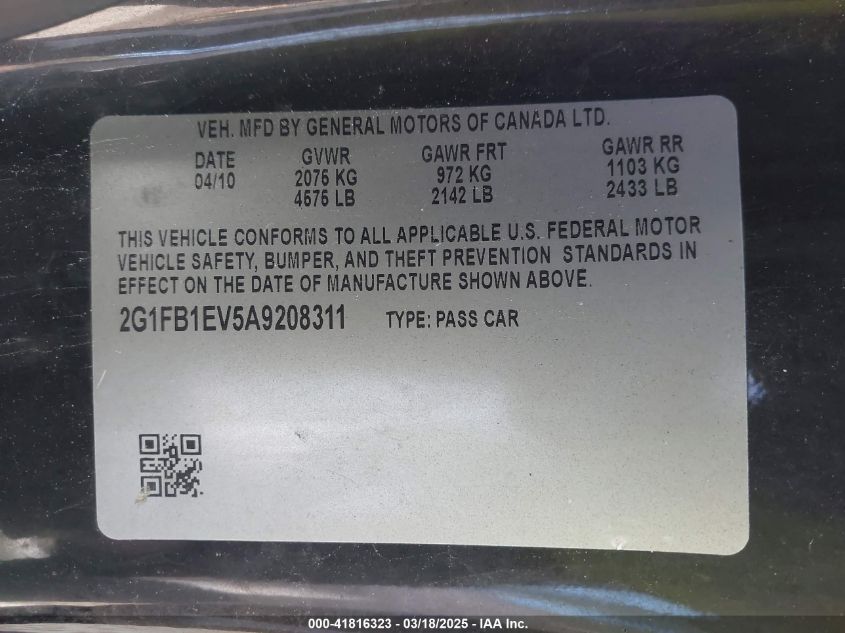 VEH. MFD BY GENERAL MOTORS OF CANADA LTD.
DATE GVWR GAWR FRT GAWR RR
04/10 2075 KG 972 KG 1103 KG
4575 LB 2142 LB 2433 LB
THIS VEHICLE CONFORMS TO ALL APPLICABLE U.S. FEDERAL MOTOR
VEHICLE SAFETY, BUMPER, AND THEFT PREVENTION STANDARDS IN
EFFECT ON THE DATE OF MANUFACTURE SHOWN ABOVE.
2G1FB1EV5A9208311 TYPE: PASS CAR
000-41816323 - 03/18/2025 - IAA Inc.